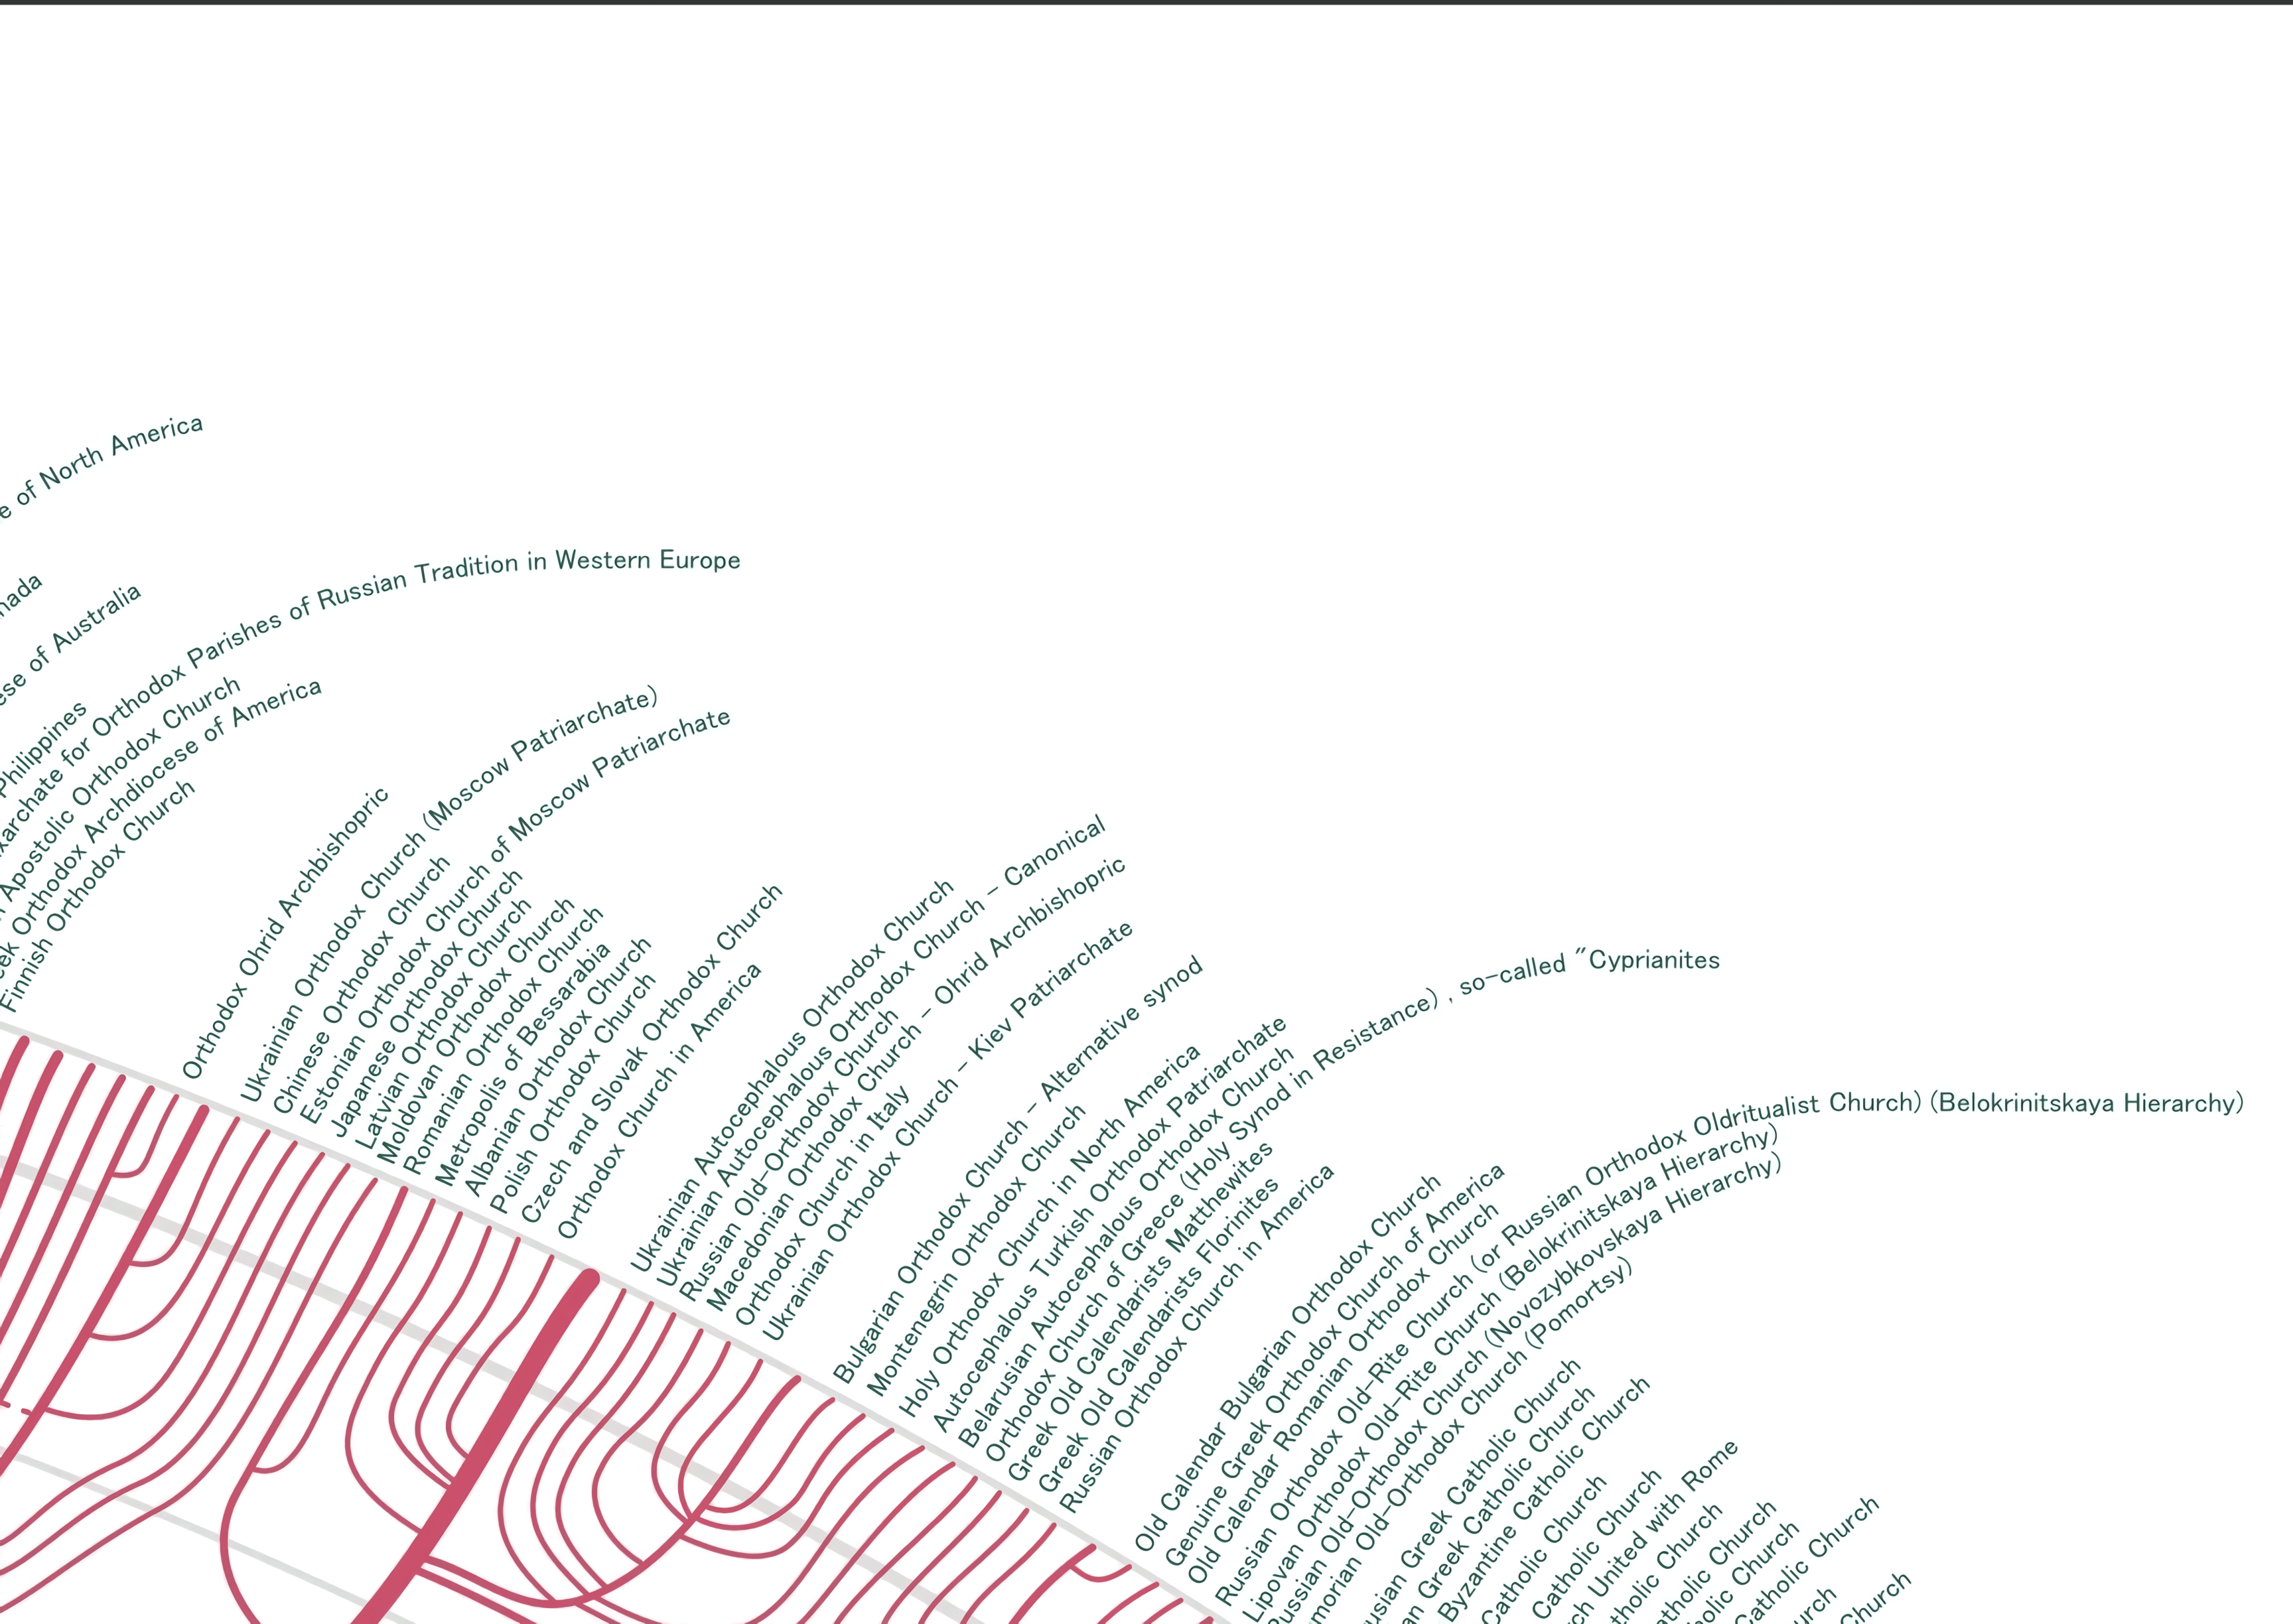 of North America
of Australia
Philippines
for Orthodox Parishes of Russian Tradition in Western Europe
Apostolic Orthodox Church
Orthodox Archdiocese of America
Finnish Orthodox Church
Orthodox Ohrid Archbishopric
Ukrainian Orthodox Church (Moscow Patriarchate)
Chinese Orthodox Church
Estonian Orthodox Church of Moscow Patriarchate
Japanese Orthodox Church
Latvian Orthodox Church
Moldovan Orthodox Church
Romanian Orthodox Church
Metropolis of Bessarabia
Albanian Orthodox Church
Polish Orthodox Church
Czech and Slovak Orthodox Church
Orthodox Church in America
Ukrainian Autocephalous Orthodox Church
Ukrainian Autocephalous Orthodox Church - Canonical
Russian Old-Orthodox Church
Macedonian Orthodox Church - Ohrid Archbishopric
Orthodox Church in Italy
Ukrainian Orthodox Church - Kiev Patriarchate
Bulgarian Orthodox Church - Alternative synod
Montenegrin Orthodox Church
Holy Orthodox Church in North America
Autocephalous Turkish Orthodox Patriarchate
Belarusian Autocephalous Orthodox Church
Orthodox Church of Greece (Holy Synod in Resistance) , so-called "Cyprianites
Greek Old Calendarists Matthewites
Greek Old Calendarists Florinites
Russian Orthodox Church in America
Old Calendar Bulgarian Orthodox Church
Genuine Greek Orthodox Church of America
Old Calendar Romanian Orthodox Church
Russian Orthodox Old-Rite Church (or Russian Orthodox Oldritualist Church) (Belokrinitskaya Hierarchy)
Lipovan Orthodox Old-Rite Church (Belokrinitskaya Hierarchy)
Russian Old-Orthodox Church (Novozybkovskaya Hierarchy)
Old-Orthodox Church (Pomortsy)
Greek Catholic Church
Greek Catholic Church
Byzantine Catholic Church
Catholic Church
Catholic Church
United with Rome
Church
Church
Church
Catholic Church
Church